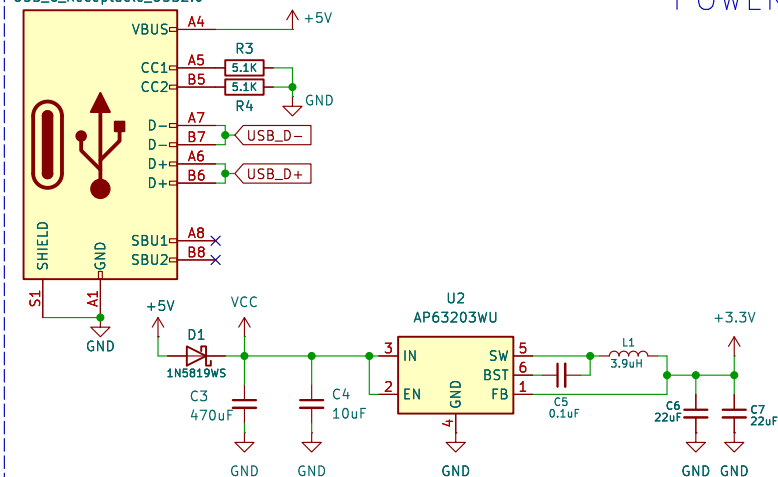 POWER
VBUS
A4
+5V
CC1
A5
R3
5.1K
CC2
B5
5.1K
R4
GND
D-
A7
D-
B7
USB_D-
D+
A6
D+
B6
USB_D+
SBU1
A8
SBU2
B8
SHIELD
GND
S1
A1
GND
+5V
VCC
D1
1N5819WS
C3
470uF
GND
C4
10uF
GND
U2
AP63203WU
3
IN
2
EN
SW
5
BST
6
FB
1
GND
4
GND
C5
0.1uF
L1
3.9uH
+3.3V
C6
22uF
GND
C7
22uF
GND